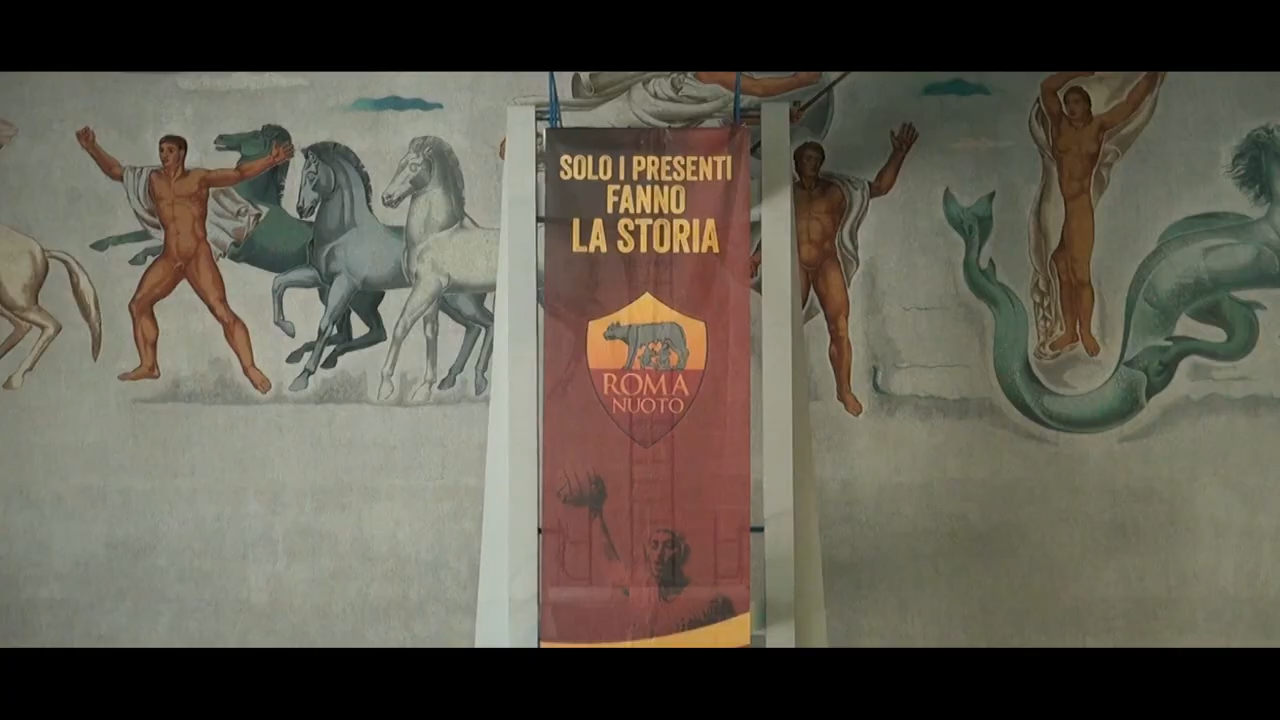 SOLO I PRESENTI
FANNO
LA STORIA
ROMA
NUOTO